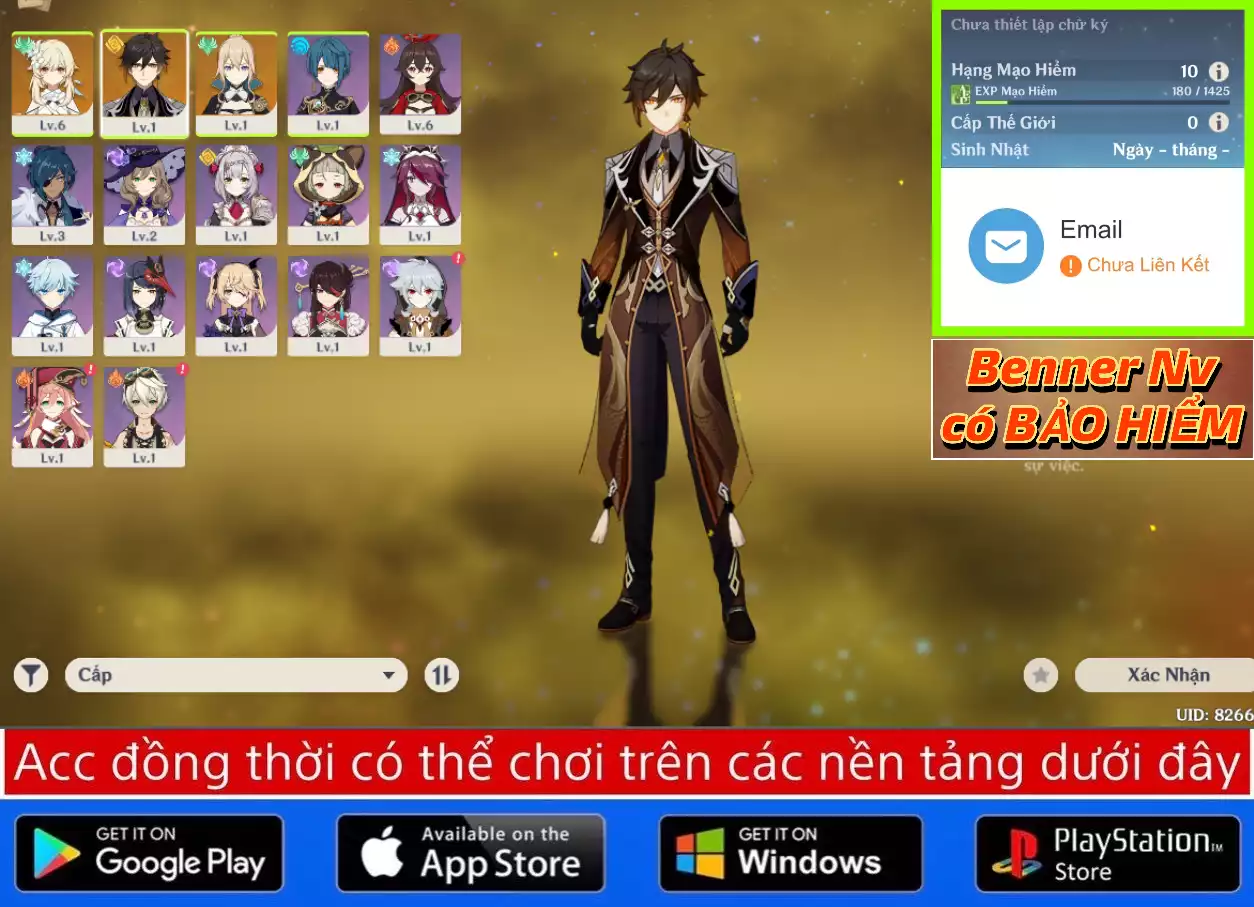 Chưa thiết lập chữ ký
Hạng Mạo Hiểm 10
EXP Mạo Hiểm 180 / 1425
Cấp Thế Giới 0
Sinh Nhật Ngày - tháng -
Email
! Chưa Liên Kết
Benner Nv
có BẢO HIỂM
sự việc.
Lv.6 Lv.1 Lv.1 Lv.1 Lv.6
Lv.3 Lv.2 Lv.1 Lv.1 Lv.1
Lv.1 Lv.1 Lv.1 Lv.1 Lv.1
Lv.1 Lv.1
Cấp
Xác Nhận
UID: 8266
Acc đồng thời có thể chơi trên các nền tảng dưới đây
GET IT ON
Google Play
Available on the
App Store
GET IT ON
Windows
PlayStation™
Store